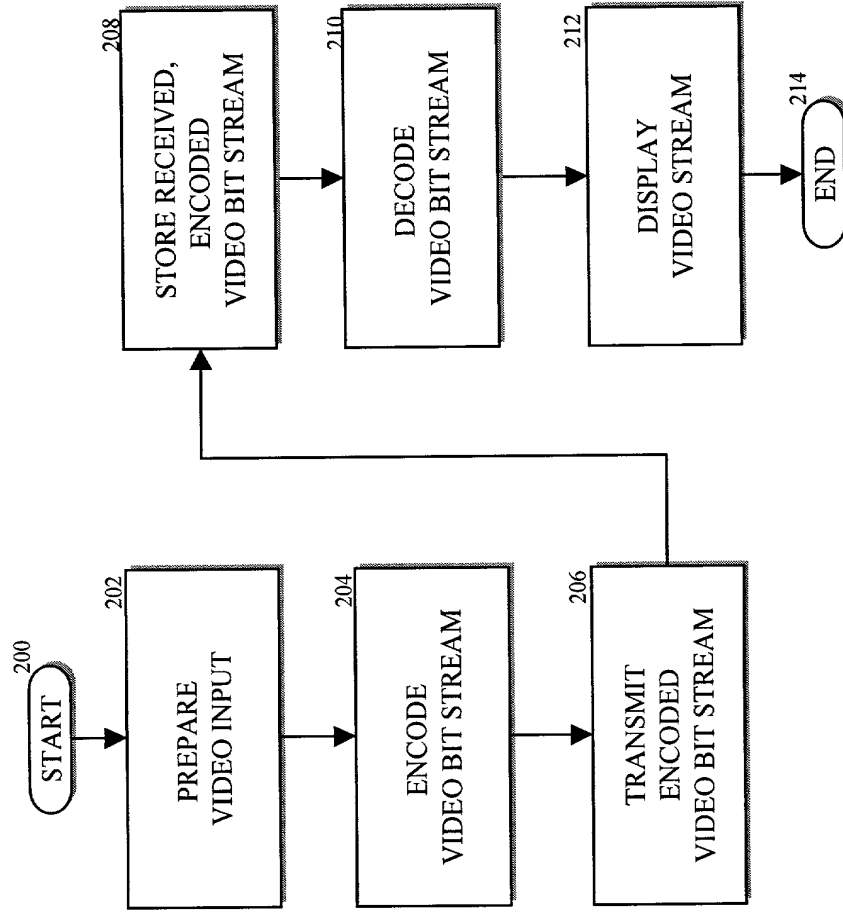 200
START
202
PREPARE
VIDEO INPUT
204
ENCODE
VIDEO BIT STREAM
206
TRANSMIT
ENCODED
VIDEO BIT STREAM
208
STORE RECEIVED,
ENCODED
VIDEO BIT STREAM
210
DECODE
VIDEO BIT STREAM
212
DISPLAY
VIDEO STREAM
214
END